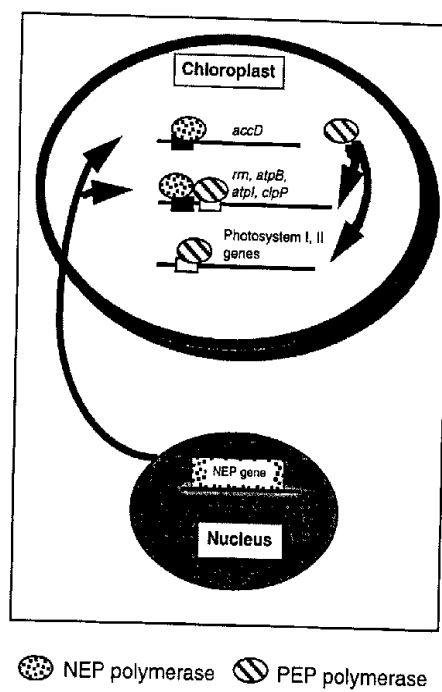 Chloroplast
accD
rrn, atpB,
atpI, clpP
Photosystem I, II
genes
NEP gene
Nucleus
NEP polymerase PEP polymerase